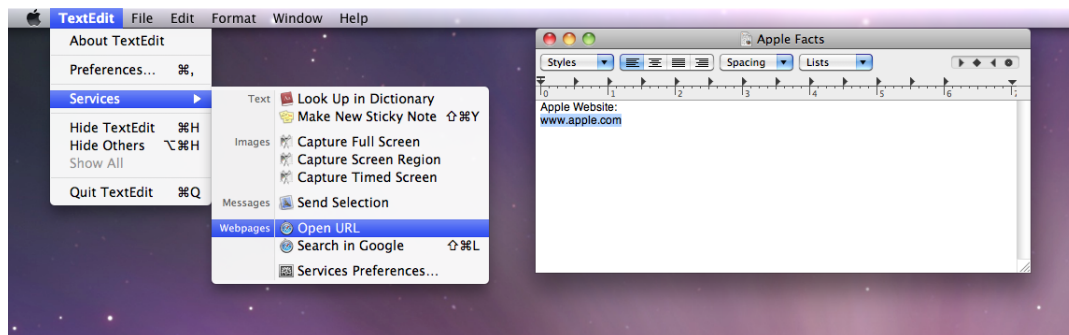 TextEdit File Edit Format Window Help
About TextEdit
Preferences... ⌘,
Services
Hide TextEdit ⌘H
Hide Others ⌥⌘H
Show All
Quit TextEdit ⌘Q
Text Look Up in Dictionary
Make New Sticky Note ⇧⌘Y
Images Capture Full Screen
Capture Screen Region
Capture Timed Screen
Messages Send Selection
Webpages Open URL
Search in Google ⇧⌘L
Services Preferences...
Apple Facts
Styles Spacing Lists
0 1 2 3 4 5 6 7
Apple Website:
www.apple.com